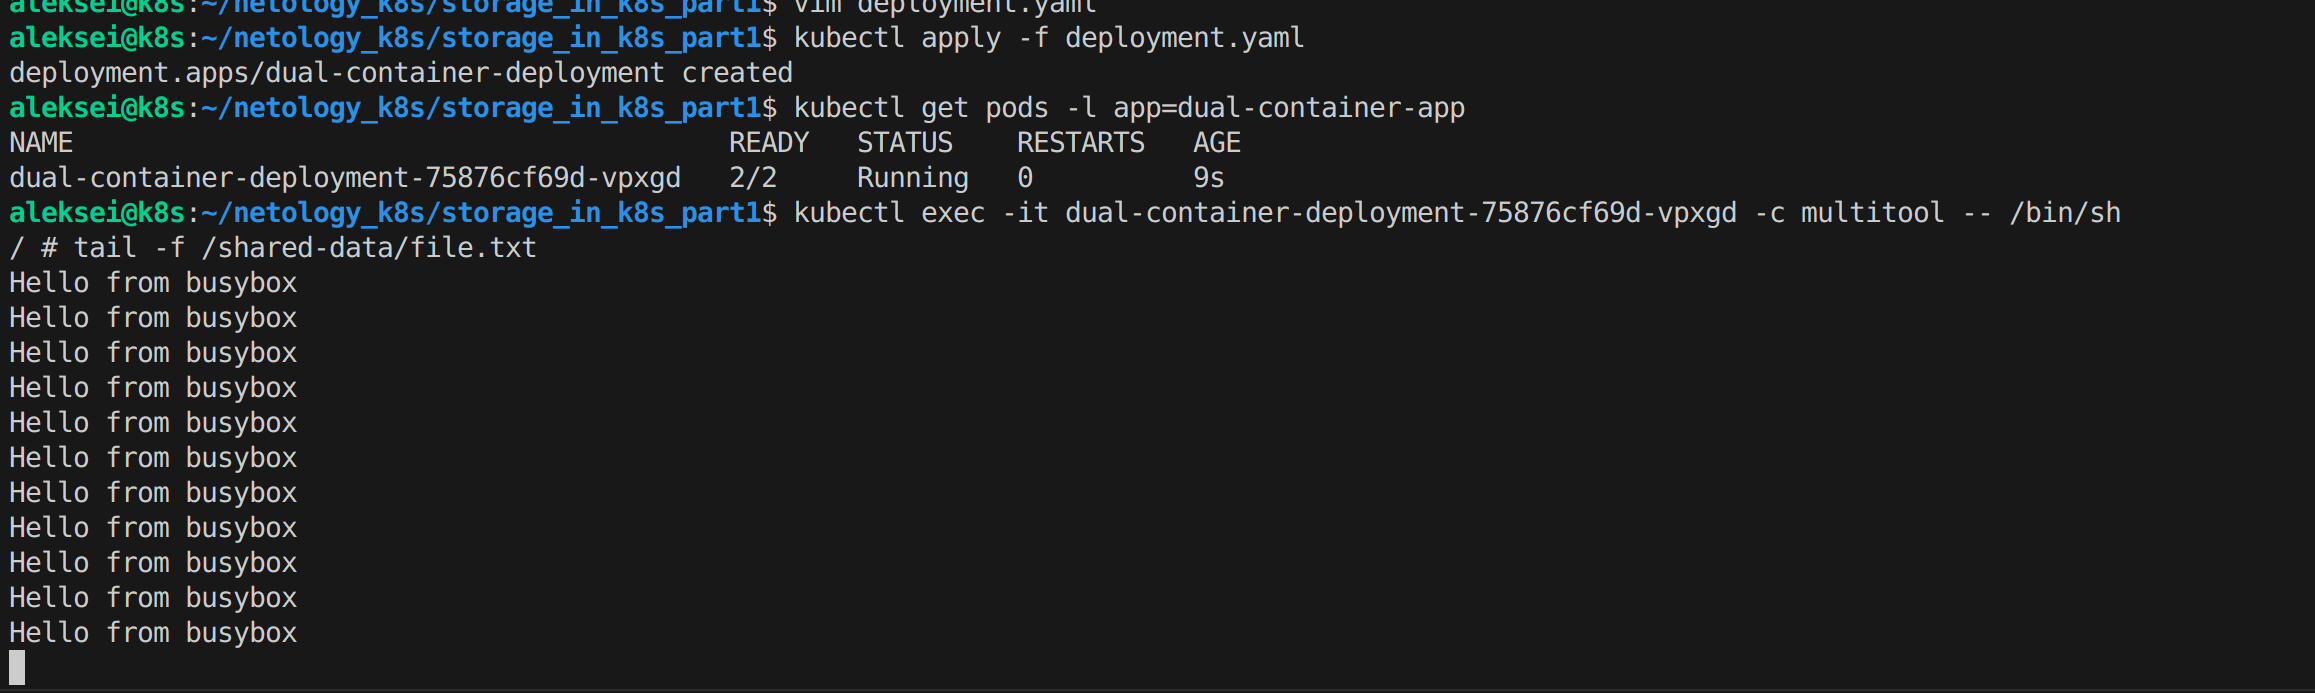 aleksei@k8s:~/netology_k8s/storage_in_k8s_part1$ vim deployment.yaml
aleksei@k8s:~/netology_k8s/storage_in_k8s_part1$ kubectl apply -f deployment.yaml
deployment.apps/dual-container-deployment created
aleksei@k8s:~/netology_k8s/storage_in_k8s_part1$ kubectl get pods -l app=dual-container-app
NAME                                         READY   STATUS    RESTARTS   AGE
dual-container-deployment-75876cf69d-vpxgd   2/2     Running   0          9s
aleksei@k8s:~/netology_k8s/storage_in_k8s_part1$ kubectl exec -it dual-container-deployment-75876cf69d-vpxgd -c multitool -- /bin/sh
/ # tail -f /shared-data/file.txt
Hello from busybox
Hello from busybox
Hello from busybox
Hello from busybox
Hello from busybox
Hello from busybox
Hello from busybox
Hello from busybox
Hello from busybox
Hello from busybox
Hello from busybox